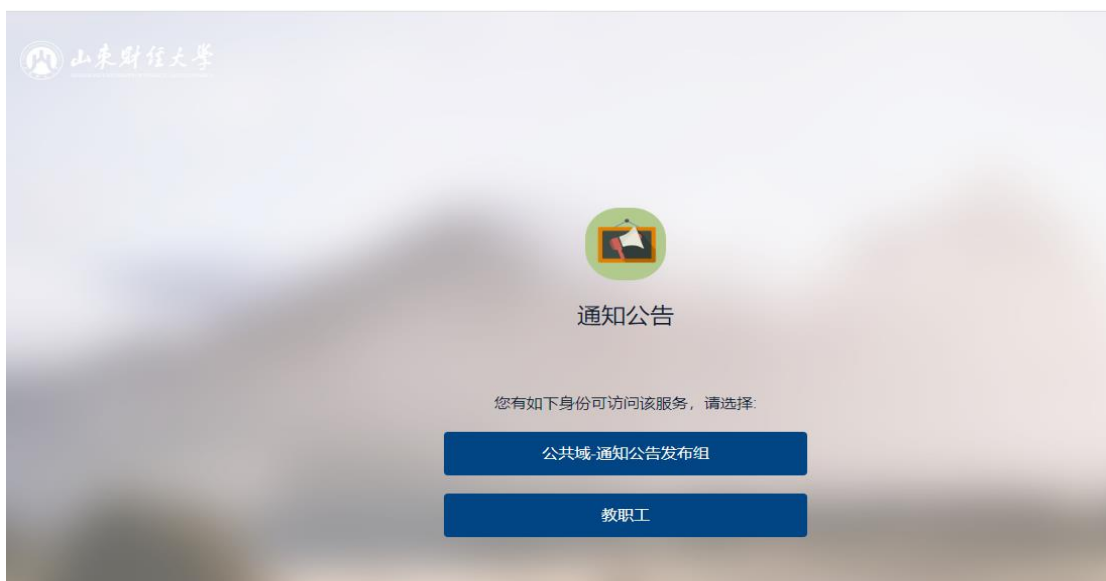 山东财经大学
通知公告
您有如下身份可访问该服务，请选择:
公共域-通知公告发布组
教职工